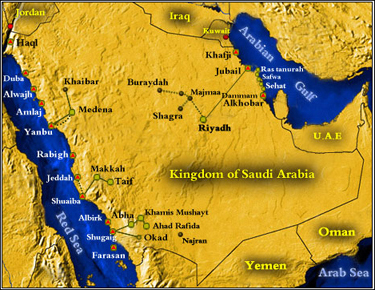 Jordan
Iraq
Kuwait
Haql
Arabian
Gulf
Khafji
Jubail
Ras tanurah
Safwa
Sehat
Dammam
Alkhobar
Duba
Alwajh
Amlaj
Yanbu
Khaibar
Medena
Buraydah
Majmaa
Shagra
Riyadh
U.A.E
Rabigh
Makkah
Jeddah
Taif
Kingdom of Saudi Arabia
Shuaiba
Red Sea
Albirk
Abha
Khamis Mushayt
Ahad Rafida
Shugaig
Okad
Najran
Farasan
Oman
Yemen
Arab Sea